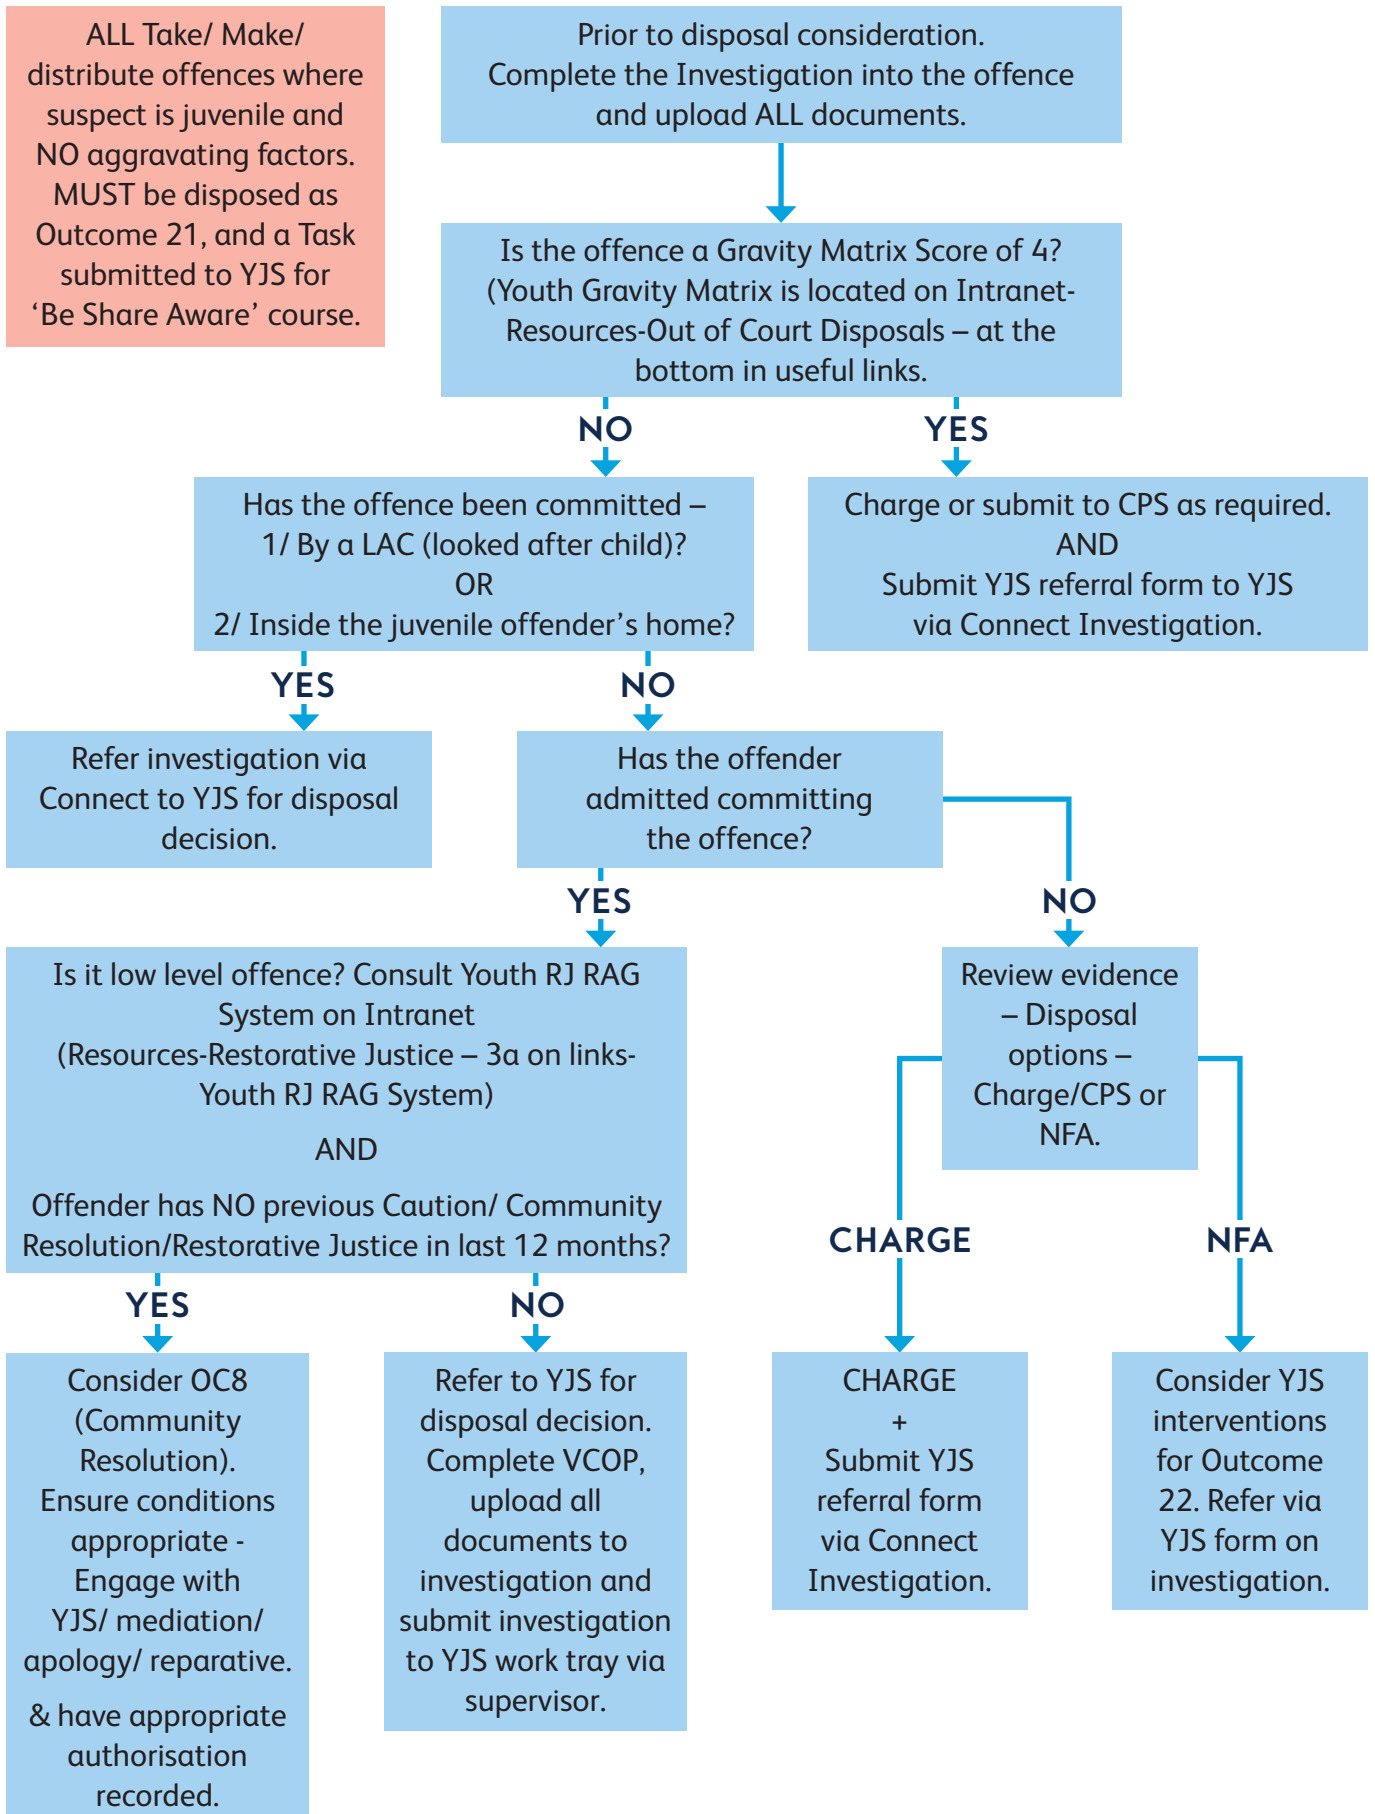 ALL Take/ Make/
distribute offences where
suspect is juvenile and
NO aggravating factors.
MUST be disposed as
Outcome 21, and a Task
submitted to YJS for
‘Be Share Aware’ course.
Prior to disposal consideration.
Complete the Investigation into the offence
and upload ALL documents.
Is the offence a Gravity Matrix Score of 4?
(Youth Gravity Matrix is located on Intranet-
Resources-Out of Court Disposals – at the
bottom in useful links.
NO
YES
Has the offence been committed –
1/ By a LAC (looked after child)?
OR
2/ Inside the juvenile offender’s home?
Charge or submit to CPS as required.
AND
Submit YJS referral form to YJS
via Connect Investigation.
YES
NO
Refer investigation via
Connect to YJS for disposal
decision.
Has the offender
admitted committing
the offence?
YES
NO
Is it low level offence? Consult Youth RJ RAG
System on Intranet
(Resources-Restorative Justice – 3a on links-
Youth RJ RAG System)
AND
Offender has NO previous Caution/ Community
Resolution/Restorative Justice in last 12 months?
Review evidence
– Disposal
options –
Charge/CPS or
NFA.
YES
NO
CHARGE
NFA
Consider OC8
(Community
Resolution).
Ensure conditions
appropriate -
Engage with
YJS/ mediation/
apology/ reparative.
& have appropriate
authorisation
recorded.
Refer to YJS for
disposal decision.
Complete VCOP,
upload all
documents to
investigation and
submit investigation
to YJS work tray via
supervisor.
CHARGE
+
Submit YJS
referral form
via Connect
Investigation.
Consider YJS
interventions
for Outcome
22. Refer via
YJS form on
investigation.